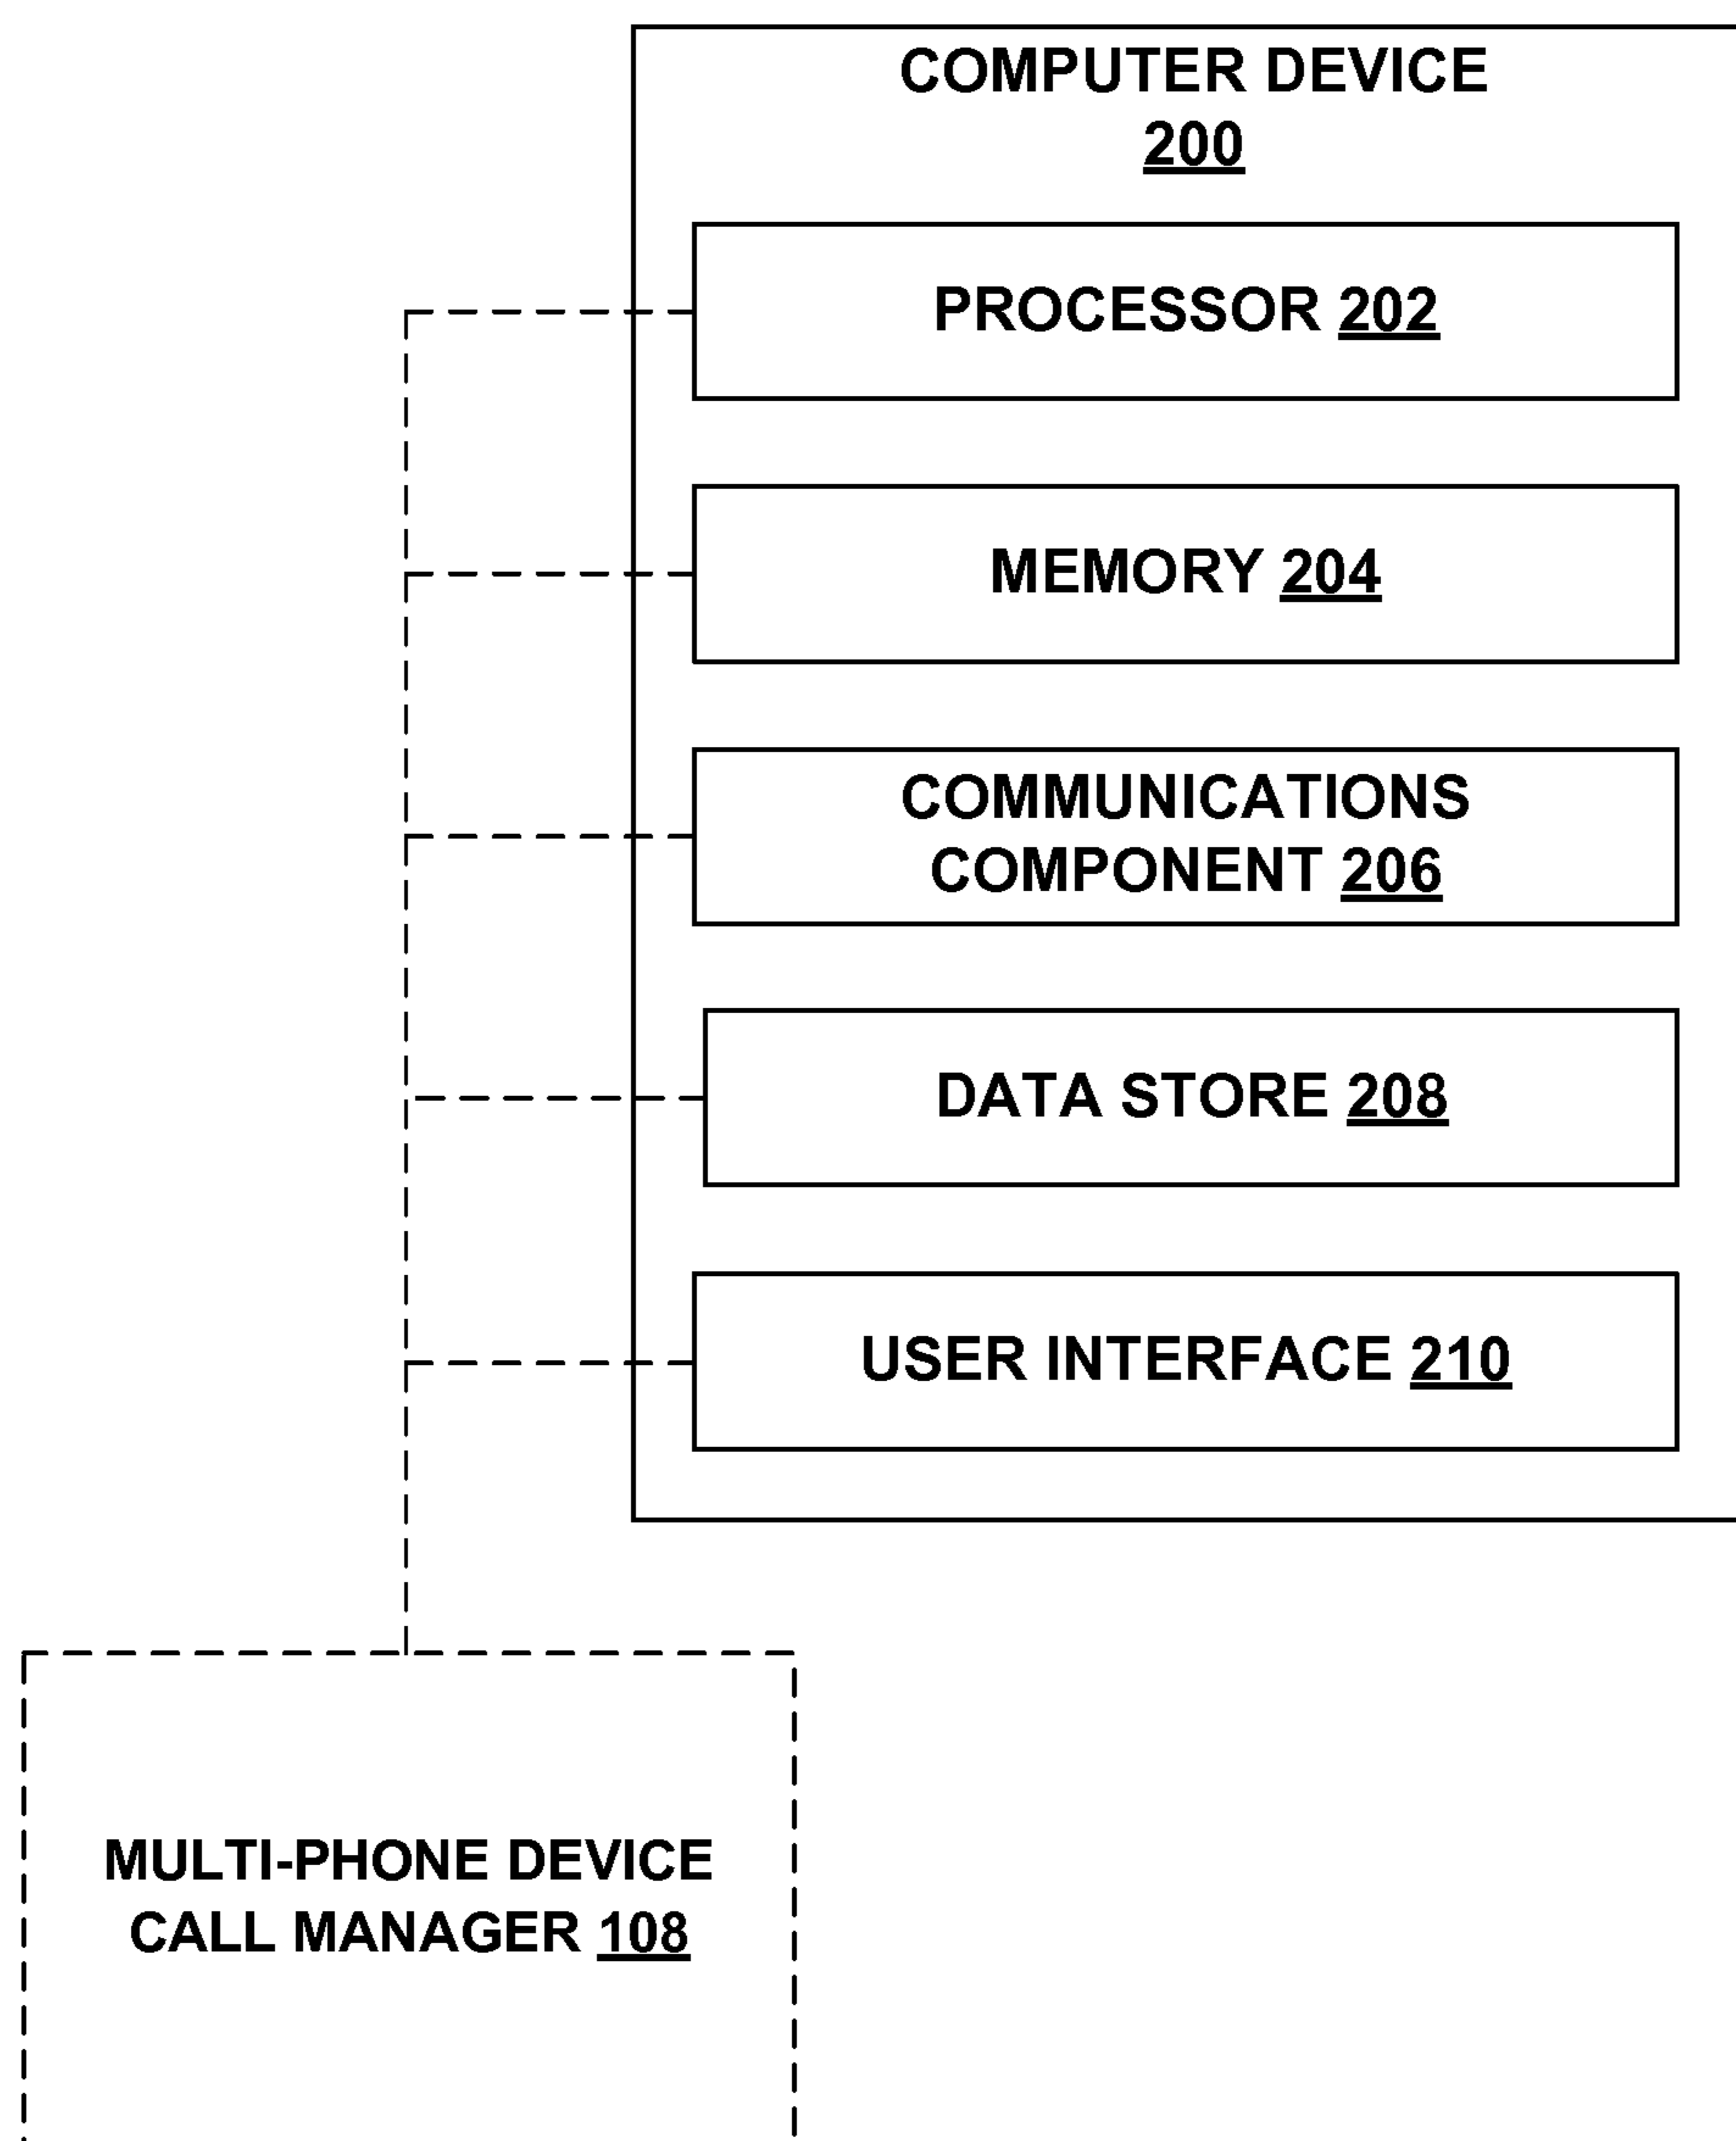 COMPUTER DEVICE
200
PROCESSOR 202
MEMORY 204
COMMUNICATIONS
COMPONENT 206
DATA STORE 208
USER INTERFACE 210
MULTI-PHONE DEVICE
CALL MANAGER 108